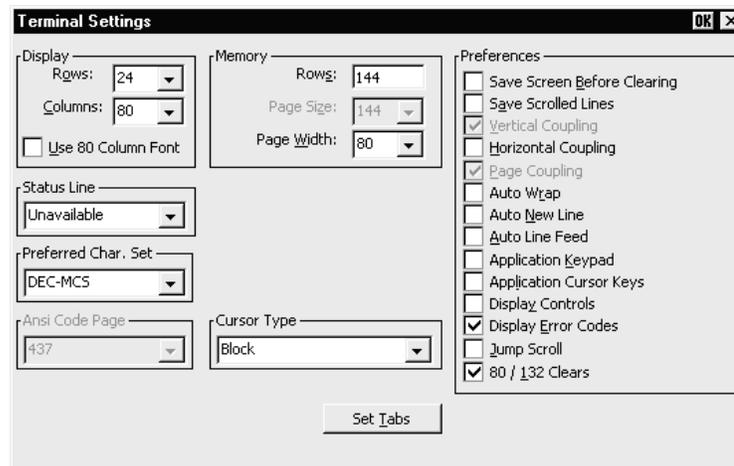 Terminal Settings OK
Display
Rows: 24
Columns: 80
Use 80 Column Font
Memory
Rows: 144
Page Size: 144
Page Width: 80
Status Line
Unavailable
Preferred Char. Set
DEC-MCS
Ansi Code Page
437
Cursor Type
Block
Set Tabs
Preferences
Save Screen Before Clearing
Save Scrolled Lines
Vertical Coupling
Horizontal Coupling
Page Coupling
Auto Wrap
Auto New Line
Auto Line Feed
Application Keypad
Application Cursor Keys
Display Controls
Display Error Codes
Jump Scroll
80 / 132 Clears